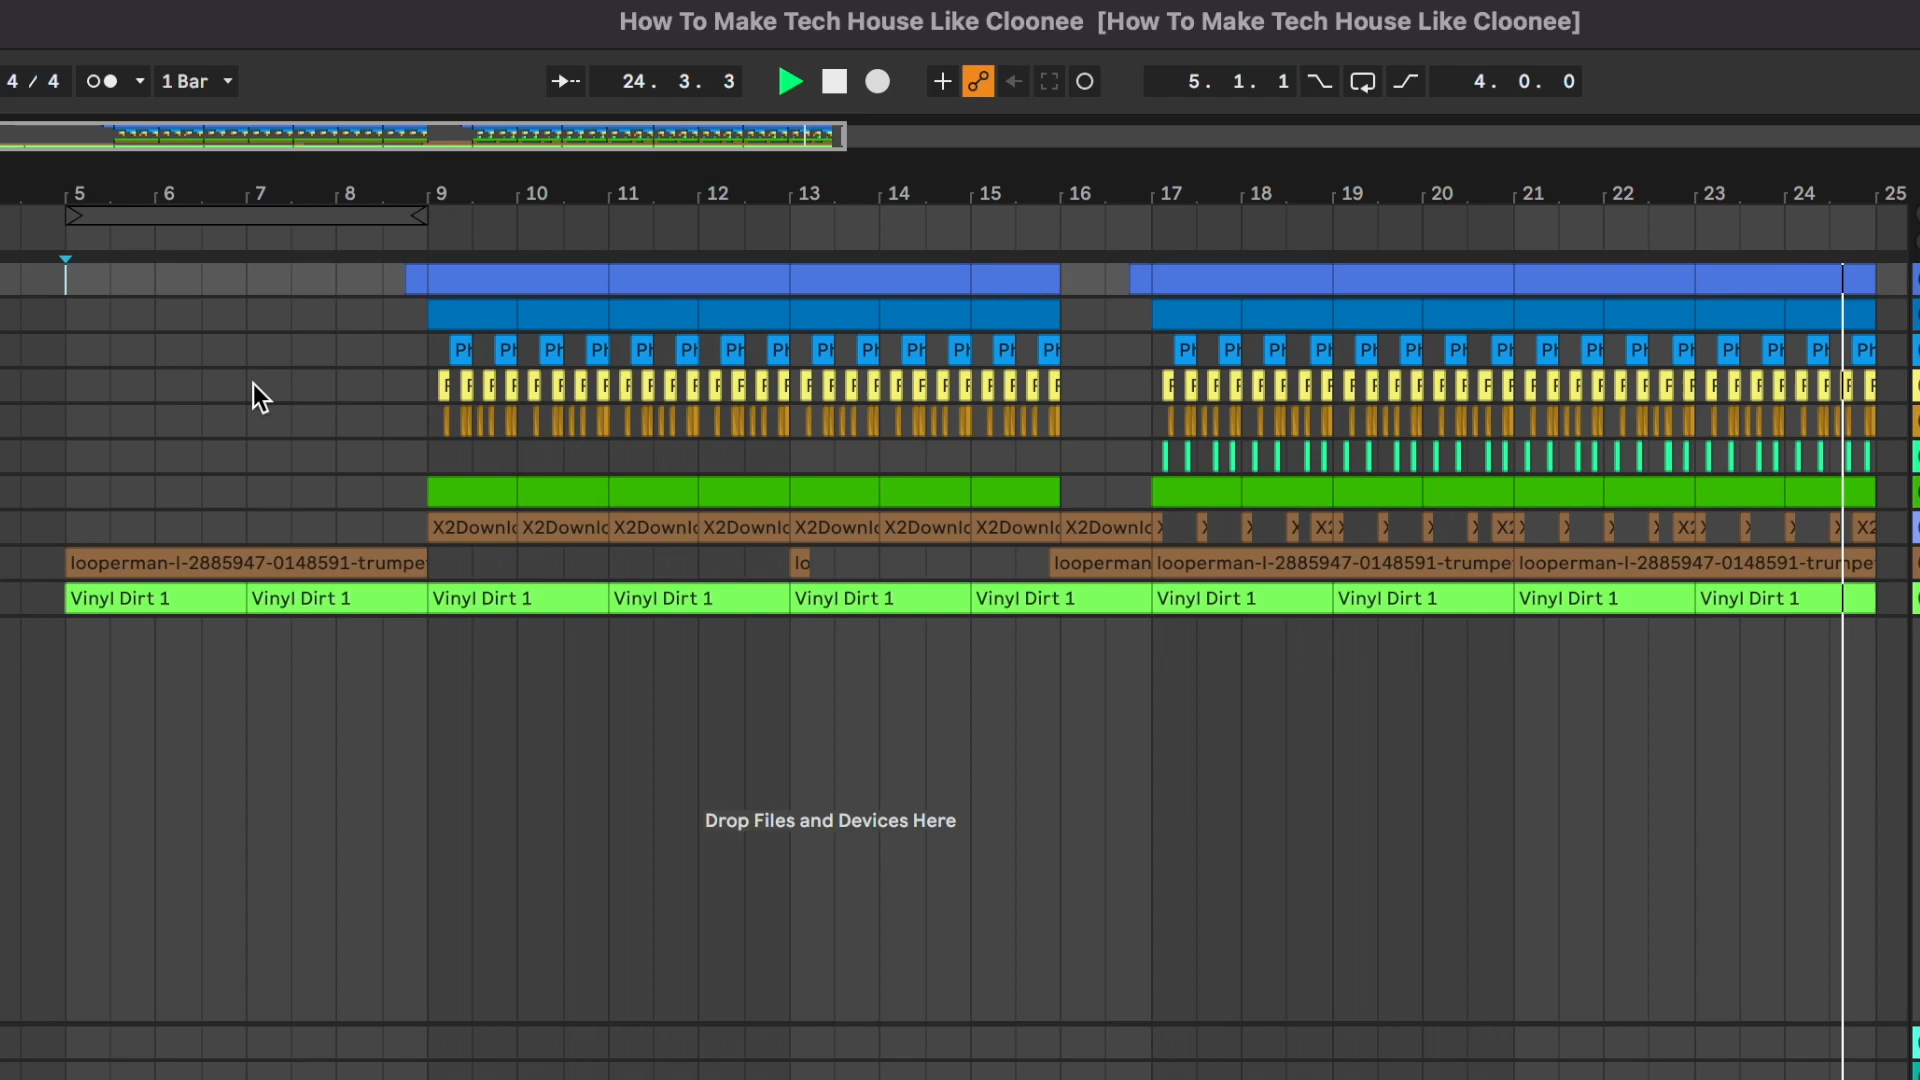 How To Make Tech House Like Cloonee [How To Make Tech House Like Cloonee]
4 / 4 1 Bar 24. 3. 3 5. 1. 1 4. 0. 0
5 6 7 8 9 10 11 12 13 14 15 16 17 18 19 20 21 22 23 24 25
X2Downlo X2Downlo X2Downlo X2Downlo X2Downlo X2Downlo X2Downlo X2Downlo
looperman-l-2885947-0148591-trumpe lo looperman looperman-l-2885947-0148591-trumpe looperman-l-2885947-0148591-trumpe
Vinyl Dirt 1 Vinyl Dirt 1 Vinyl Dirt 1 Vinyl Dirt 1 Vinyl Dirt 1 Vinyl Dirt 1 Vinyl Dirt 1 Vinyl Dirt 1 Vinyl Dirt 1 Vinyl Dirt 1
Drop Files and Devices Here